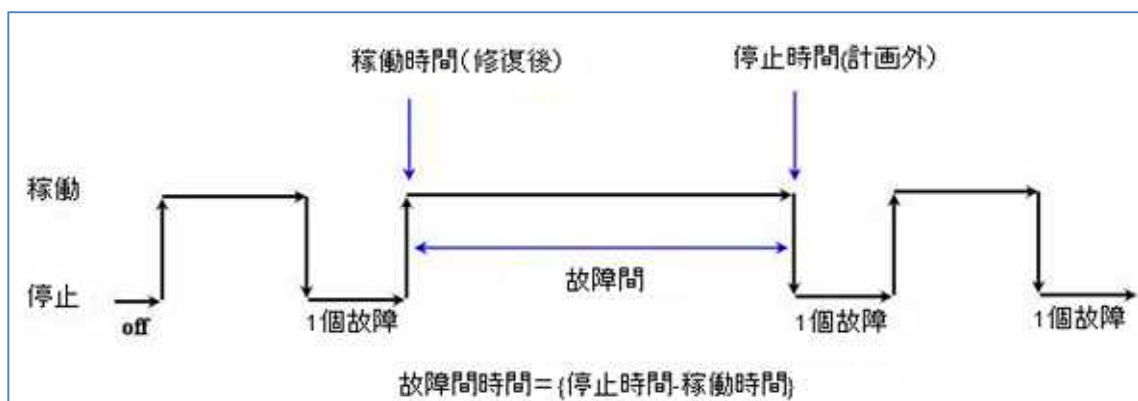 稼働時間(修復後)
停止時間(計画外)
稼働
故障間
停止
off
1個故障
1個故障
1個故障
故障間時間={停止時間-稼働時間}